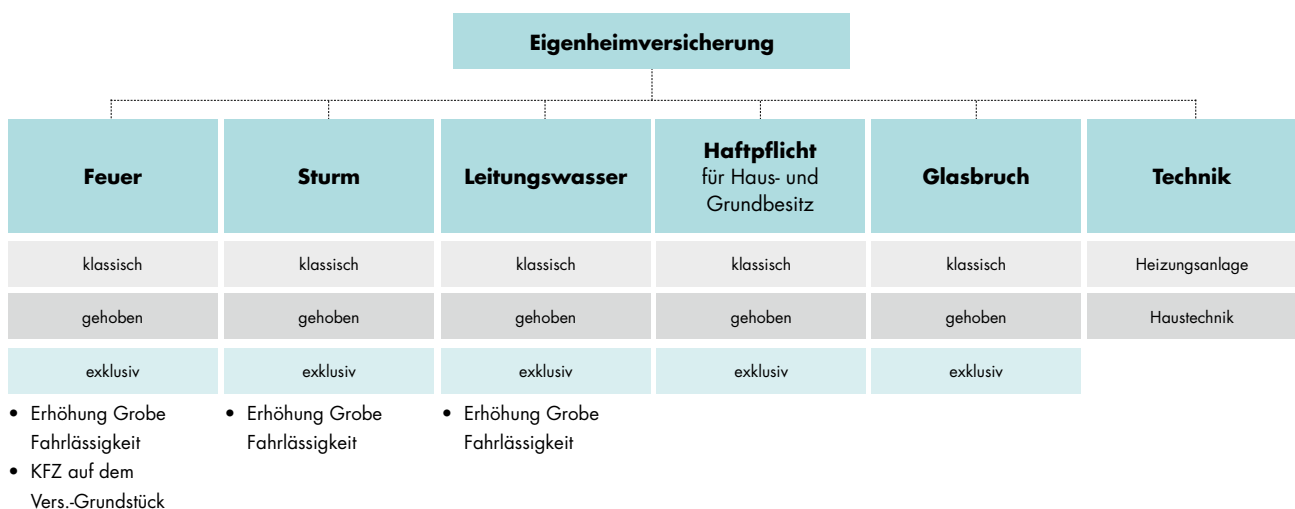 Eigenheimversicherung
Feuer
Sturm
Leitungswasser
Haftpflicht
für Haus- und
Grundbesitz
Glasbruch
Technik
klassisch
klassisch
klassisch
klassisch
klassisch
Heizungsanlage
gehoben
gehoben
gehoben
gehoben
gehoben
Haustechnik
exklusiv
exklusiv
exklusiv
exklusiv
exklusiv
• Erhöhung Grobe
Fahrlässigkeit
• KFZ auf dem
Vers.-Grundstück
• Erhöhung Grobe
Fahrlässigkeit
• Erhöhung Grobe
Fahrlässigkeit